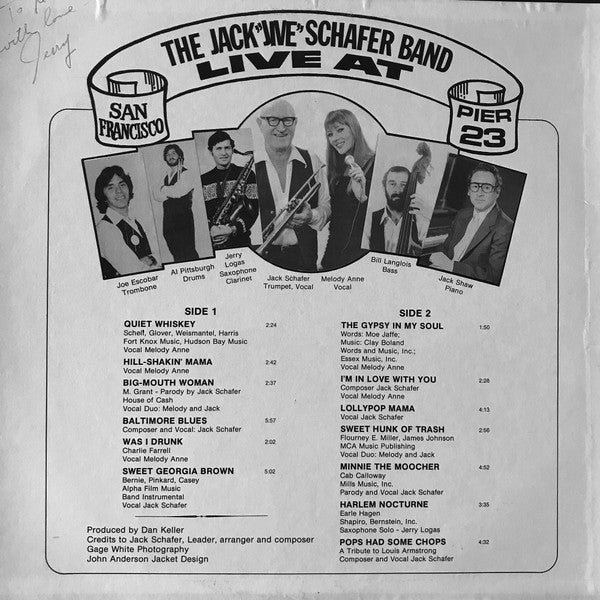 with love
Jerry
THE JACK "JIVE" SCHAFER BAND
LIVE AT
SAN
FRANCISCO
PIER
23
Joe Escobar
Trombone
Al Pittsburgh
Drums
Jerry
Logas
Saxophone
Clarinet
Jack Schafer
Trumpet, Vocal
Melody Anne
Vocal
Bill Langlois
Bass
Jack Shaw
Piano
SIDE 1
QUIET WHISKEY 2:24
Schell, Glover, Weismantel, Harris
Fort Knox Music, Hudson Bay Music
Vocal Melody Anne
HILL-SHAKIN' MAMA 2:42
Vocal Melody Anne
BIG-MOUTH WOMAN 2:37
M. Grant - Parody by Jack Schafer
House of Cash
Vocal Duo: Melody and Jack
BALTIMORE BLUES 5:57
Composer and Vocal: Jack Schafer
WAS I DRUNK 2:02
Charlie Farrell
Vocal Melody Anne
SWEET GEORGIA BROWN 5:02
Bernie, Pinkard, Casey
Alpha Film Music
Band Instrumental
Vocal Jack Schafer
SIDE 2
THE GYPSY IN MY SOUL 1:50
Words: Moe Jaffe;
Music: Clay Boland
Words and Music, Inc.;
Essex Music, Inc.
Vocal Melody Anne
I'M IN LOVE WITH YOU 2:28
Composer Jack Schafer
Vocal Melody Anne
LOLLYPOP MAMA 4:13
Vocal Jack Schafer
SWEET HUNK OF TRASH 2:56
Flourney E. Miller, James Johnson
MCA Music Publishing
Vocal Duo: Melody and Jack
MINNIE THE MOOCHER 4:52
Cab Calloway
Mills Music, Inc.
Parody and Vocal Jack Schafer
HARLEM NOCTURNE 3:35
Earle Hagen
Shapiro, Bernstein, Inc.
Saxophone Solo - Jerry Logas
POPS HAD SOME CHOPS 4:32
A Tribute to Louis Armstrong
Composer and Vocal Jack Schafer
Produced by Dan Keller
Credits to Jack Schafer, Leader, arranger and composer
Gage White Photography
John Anderson Jacket Design